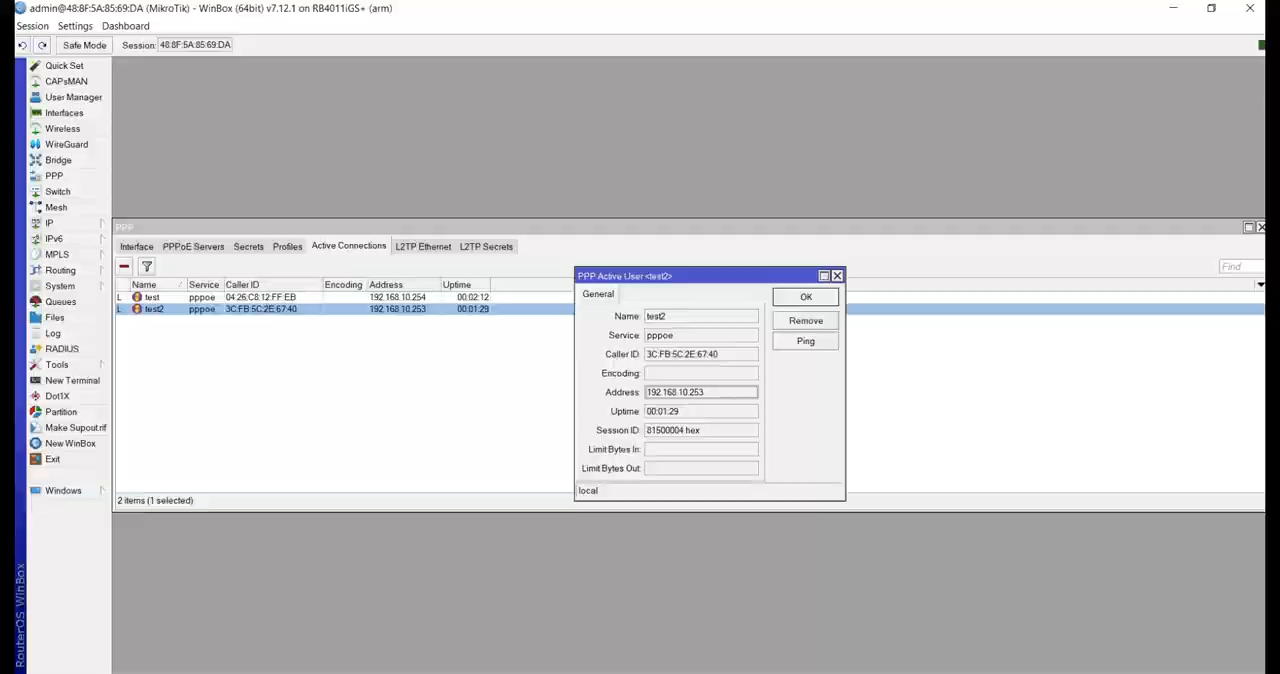 admin@48:8F:5A:85:69:DA (MikroTik) - WinBox (64bit) v7.12.1 on RB4011iGS+ (arm)
Session Settings Dashboard
Safe Mode Session: 48:8F:5A:85:69:DA
Quick Set
CAPsMAN
User Manager
Interfaces
Wireless
WireGuard
Bridge
PPP
Switch
Mesh
IP
IPv6
MPLS
Routing
System
Queues
Files
Log
RADIUS
Tools
New Terminal
Dot1X
Partition
Make Supout.rif
New WinBox
Exit
Windows
RouterOS WinBox
PPP
Interface PPPoE Servers Secrets Profiles Active Connections L2TP Ethernet L2TP Secrets
Find
Name Service Caller ID Encoding Address Uptime
L test pppoe 04:26:C8:12:FF:EB 192.168.10.254 00:02:12
L test2 pppoe 3C:FB:5C:2E:67:40 192.168.10.253 00:01:29
2 items (1 selected)
PPP Active User <test2>
General
Name: test2
Service: pppoe
Caller ID: 3C:FB:5C:2E:67:40
Encoding:
Address: 192.168.10.253
Uptime: 00:01:29
Session ID: 81500004 hex
Limit Bytes In:
Limit Bytes Out:
local
OK
Remove
Ping